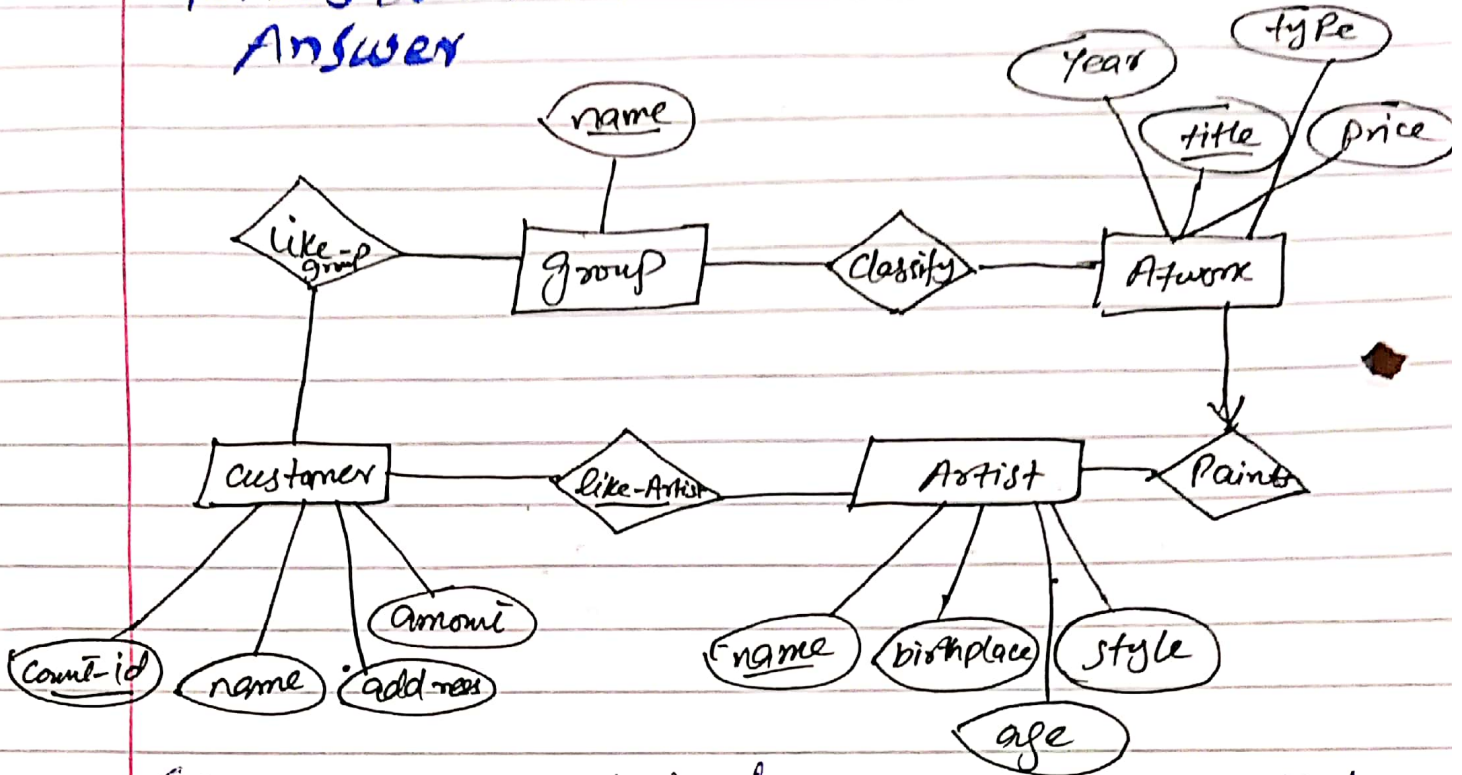 Answer
type
year
name
title
price
like-
group
group
Classify
Atwork
customer
like-Artist
Artist
Paints
amount
name
birthplace
style
name
address
age